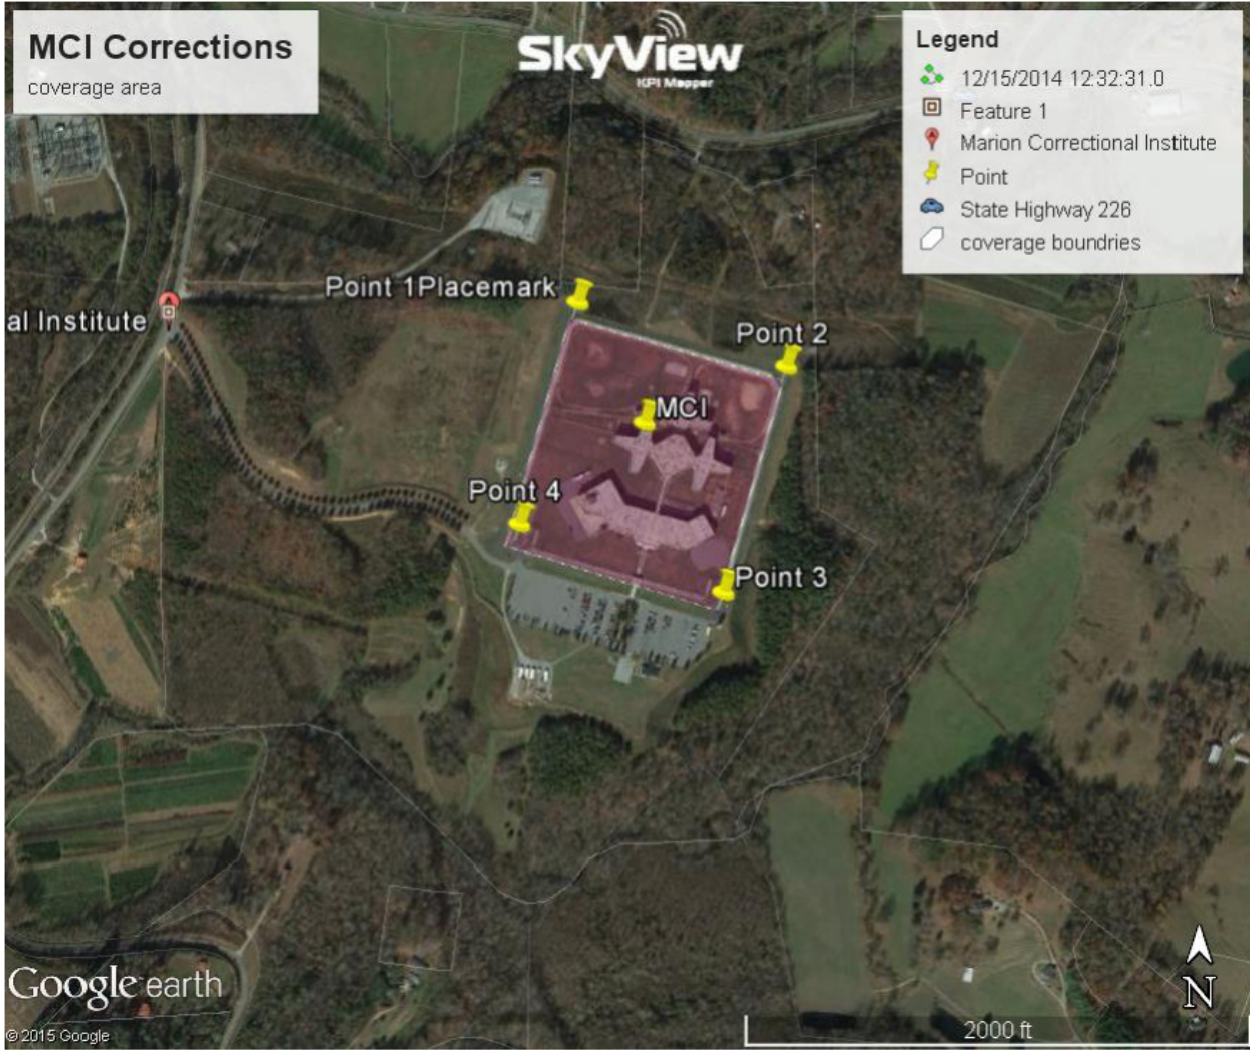 MCI Corrections
coverage area
SkyView
KPI Mapper
Legend
12/15/2014 12:32:31.0
Feature 1
Marion Correctional Institute
Point
State Highway 226
coverage boundries
Point 1Placemark
al Institute
Point 2
MCI
Point 4
Point 3
Google earth
© 2015 Google
N
2000 ft